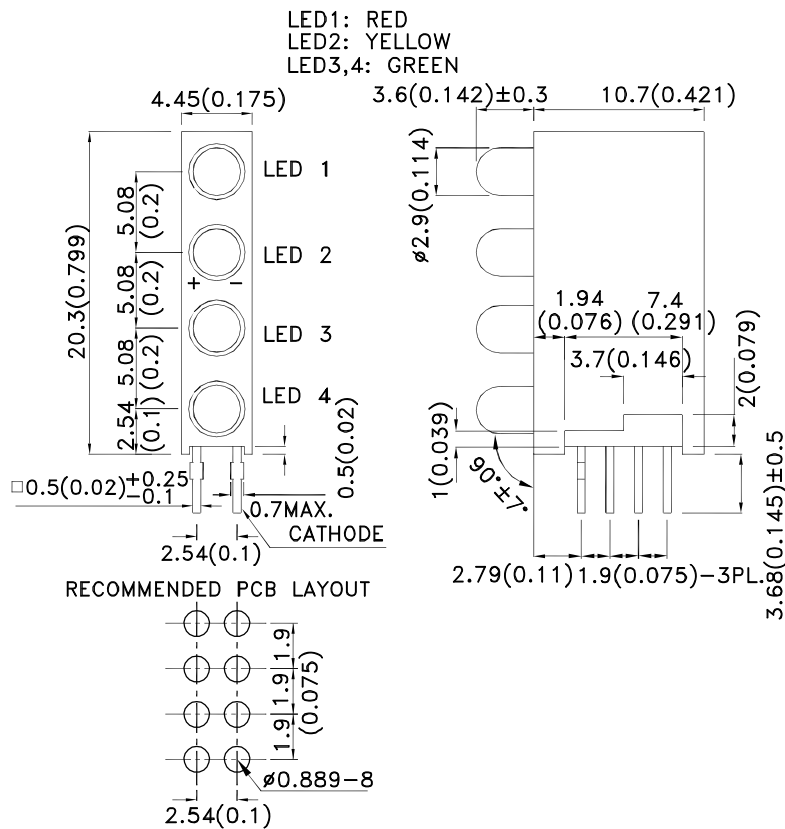 LED1: RED
LED2: YELLOW
LED3,4: GREEN
4.45(0.175)
3.6(0.142)±0.3
10.7(0.421)
LED 1
LED 2
+ −
LED 3
LED 4
20.3(0.799)
5.08
(0.2)
5.08
(0.2)
5.08
(0.2)
2.54
(0.1)
ø2.9(0.114)
1.94
(0.076)
7.4
(0.291)
3.7(0.146)
2(0.079)
1(0.039)
90°±7°
0.5(0.02)
□0.5(0.02)+0.25
−0.1
0.7MAX.
CATHODE
2.54(0.1)
2.79(0.11)
1.9(0.075)−3PL.
3.68(0.145)±0.5
RECOMMENDED PCB LAYOUT
1.9
1.9
1.9
(0.075)
ø0.889−8
2.54(0.1)